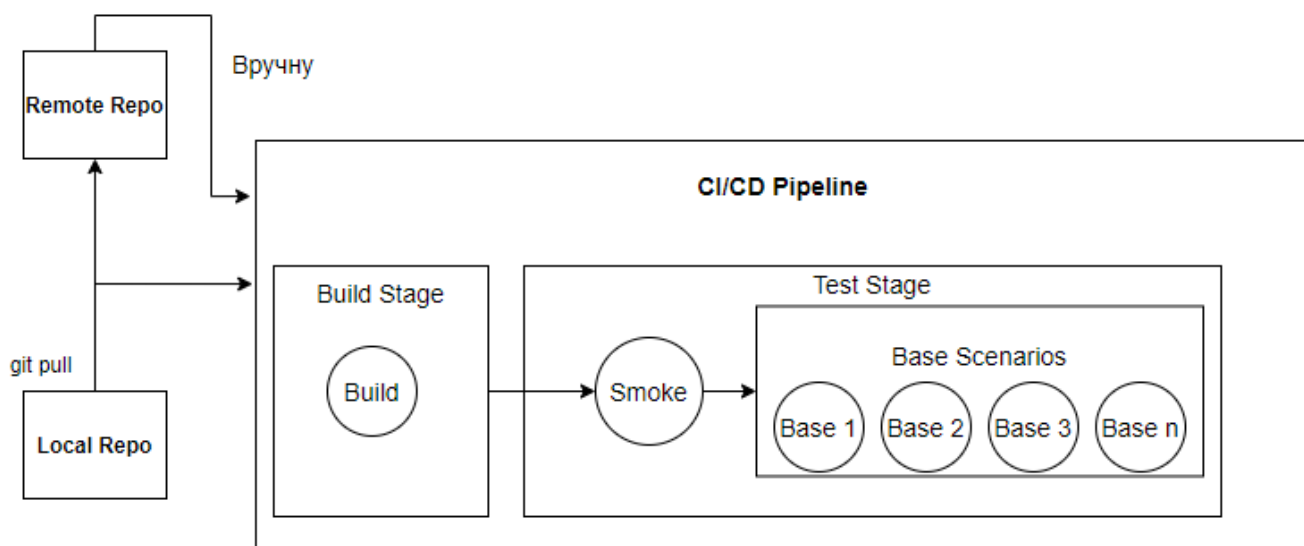 Вручну
Remote Repo
CI/CD Pipeline
Build Stage
Test Stage
Build
Smoke
Base Scenarios
Base 1
Base 2
Base 3
Base n
git pull
Local Repo